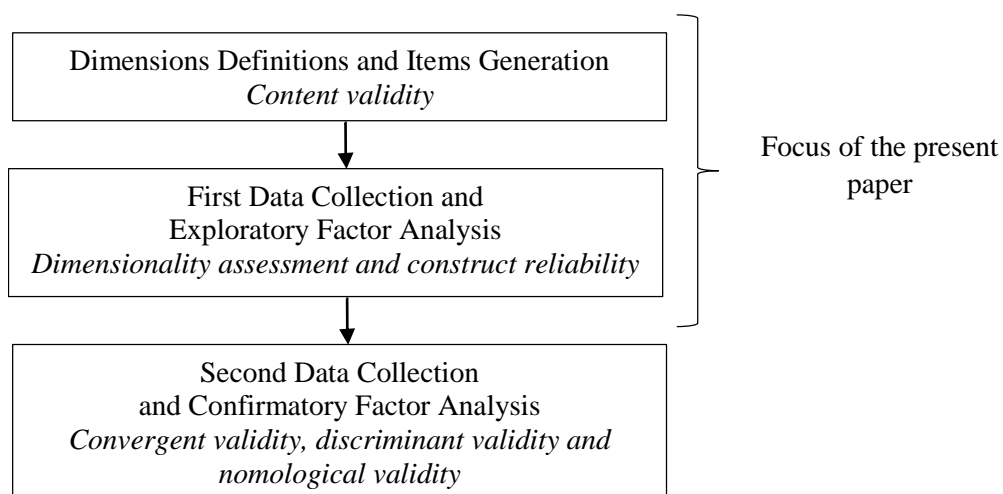 Dimensions Definitions and Items Generation
Content validity
First Data Collection and
Exploratory Factor Analysis
Dimensionality assessment and construct reliability
Second Data Collection
and Confirmatory Factor Analysis
Convergent validity, discriminant validity and
nomological validity
Focus of the present
paper